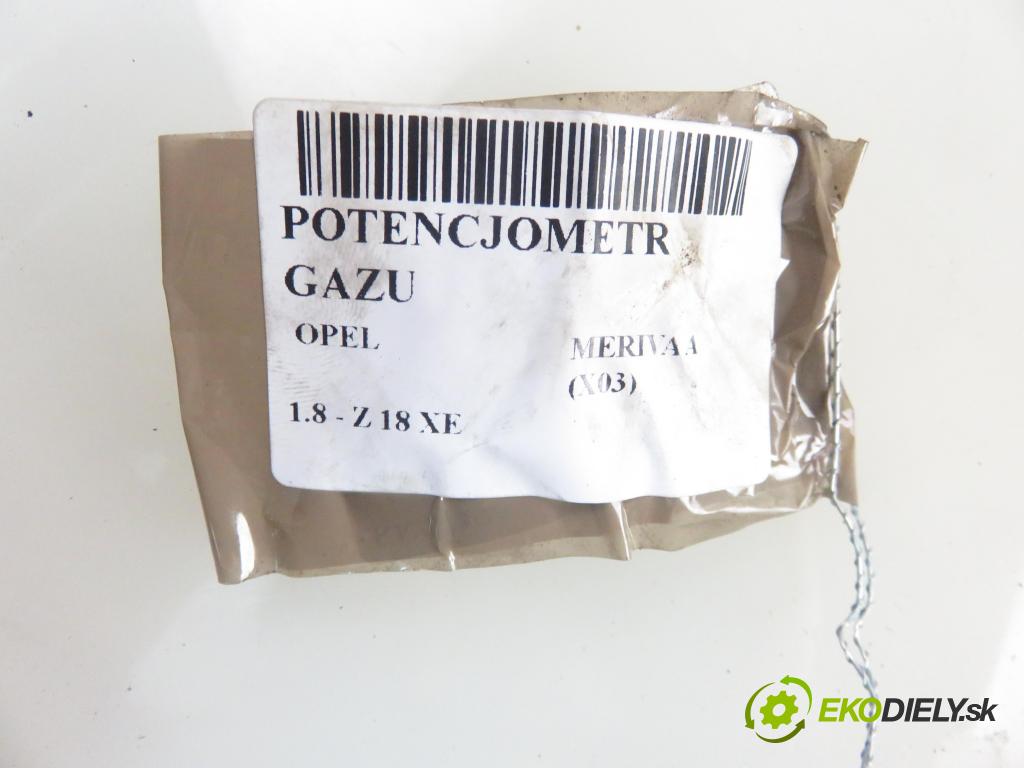 POTENCJOMETR
GAZU
OPEL MERIVA A
(X03)
1.8 - Z 18 XE
EKODIELY.sk